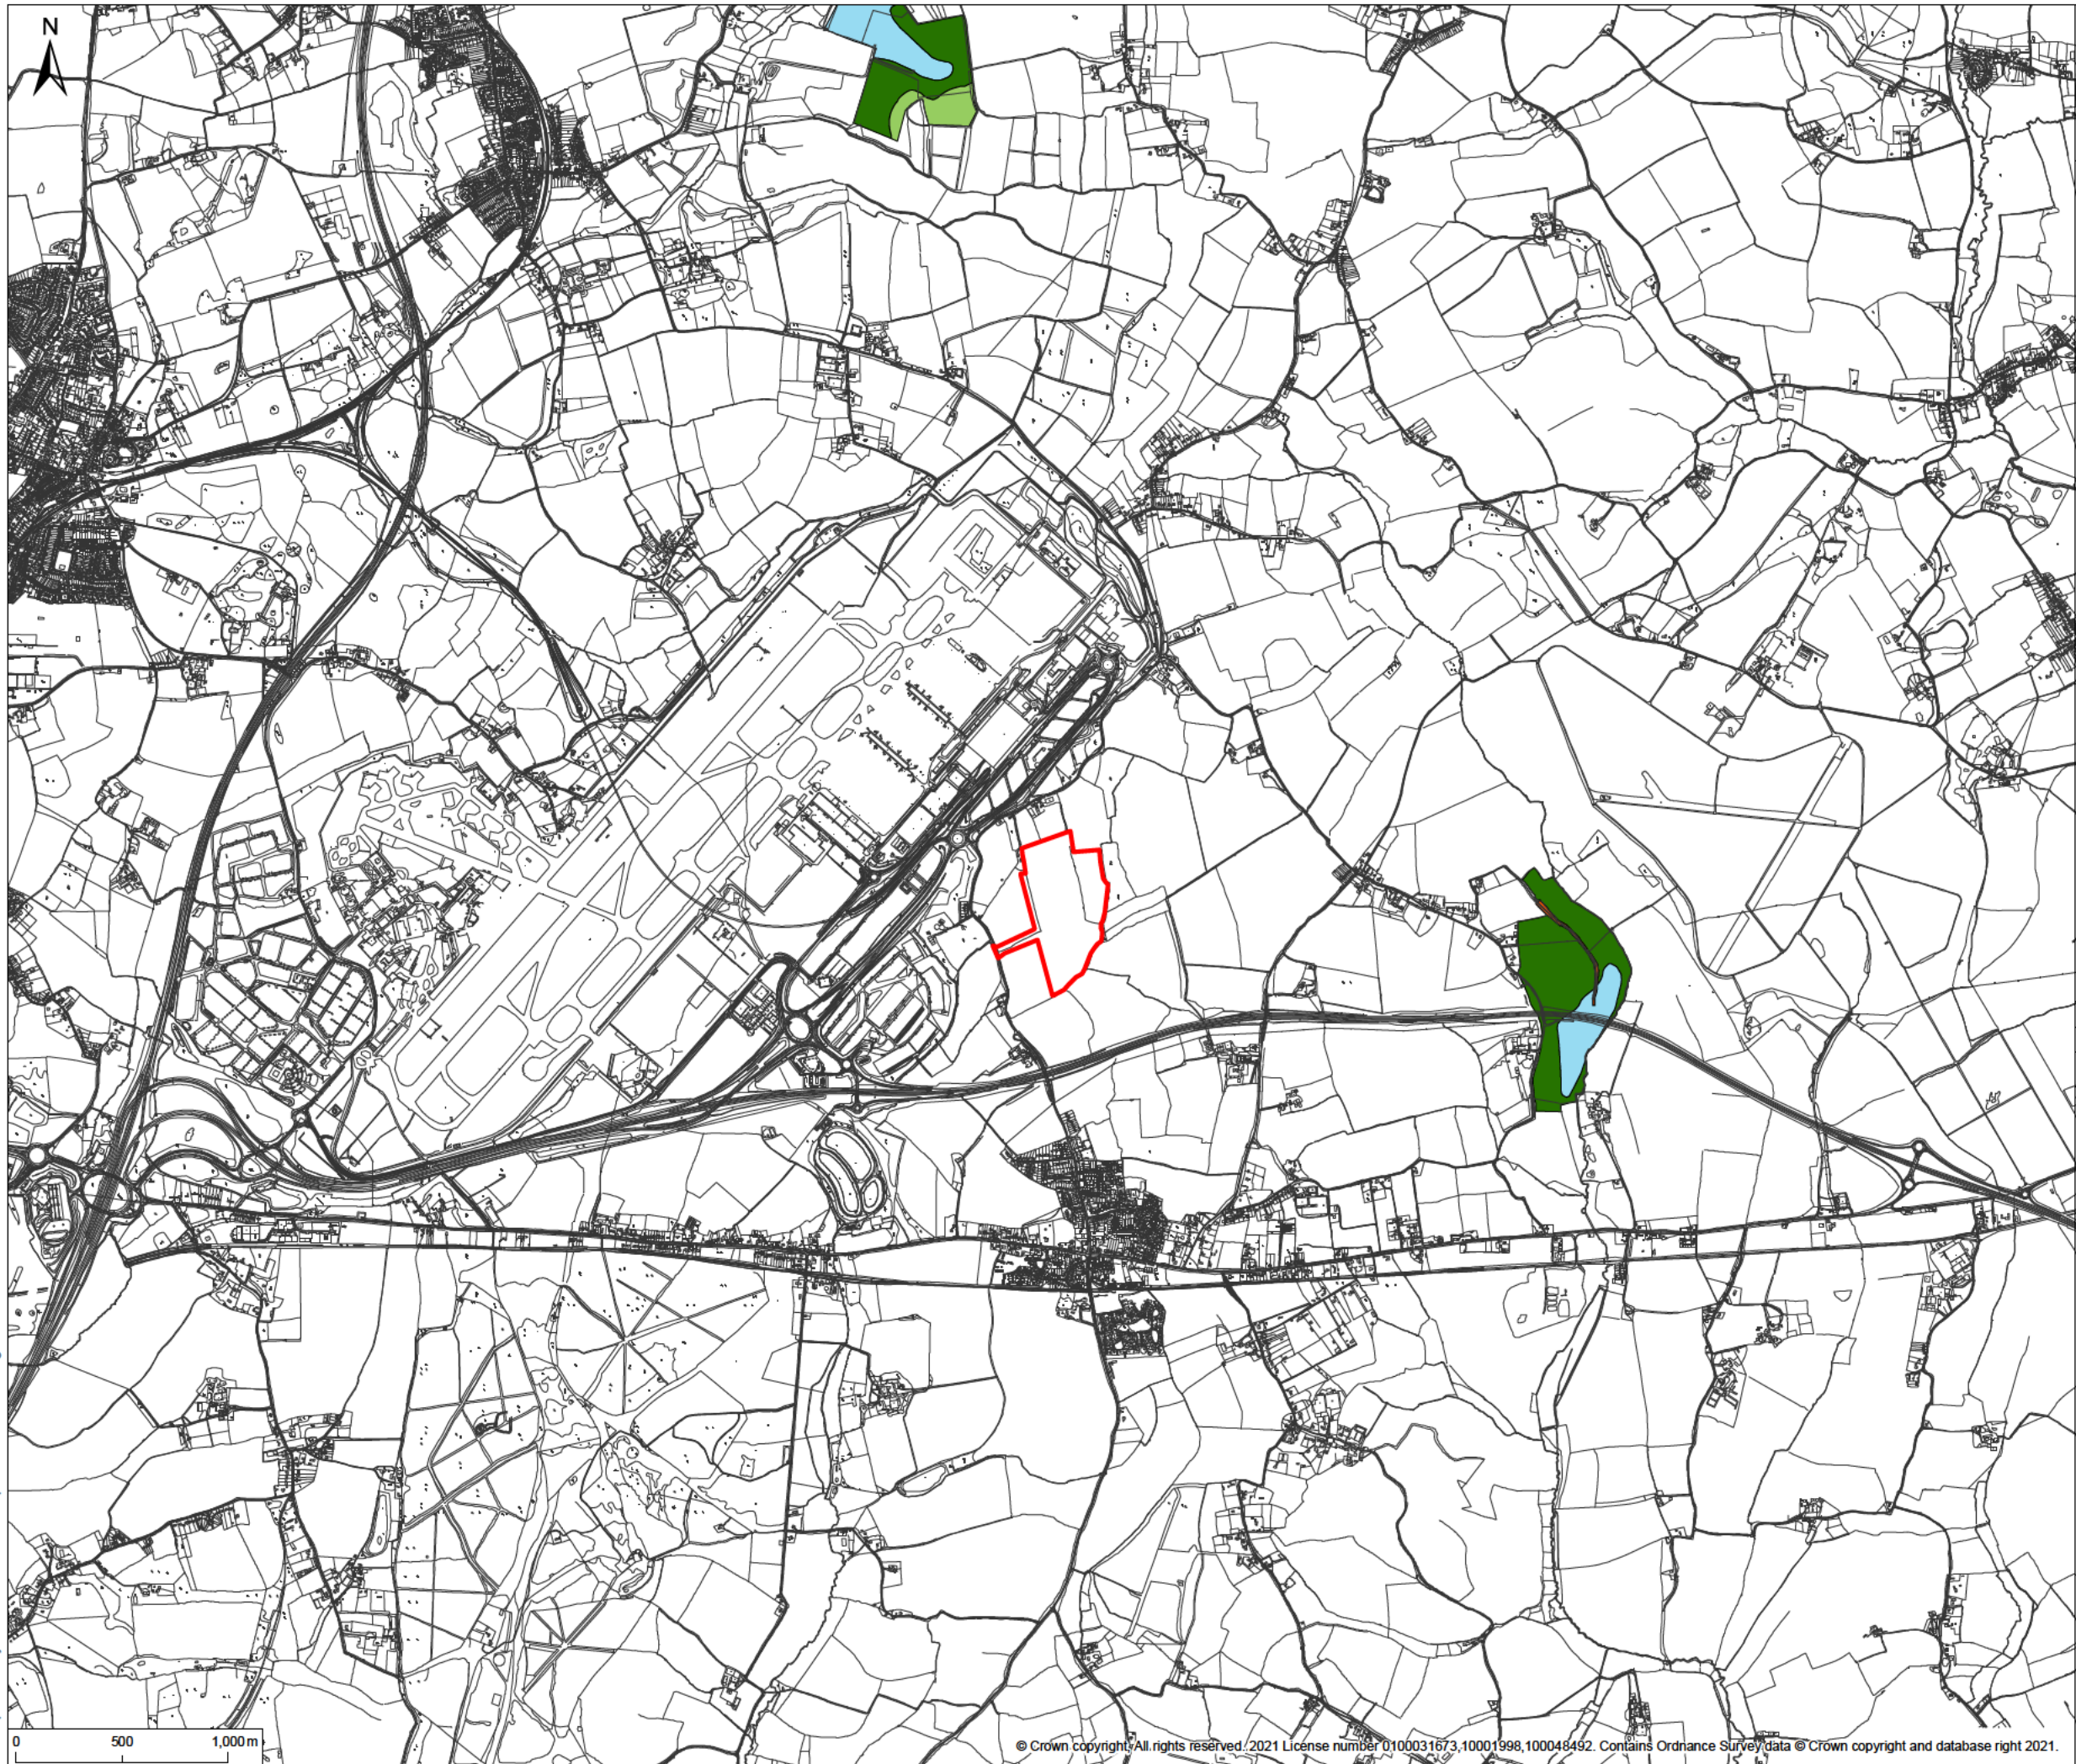 N
0 500 1,000 m
© Crown copyright, All rights reserved. 2021 License number 0100031673,10001998,100048492. Contains Ordnance Survey data © Crown copyright and database right 2021.